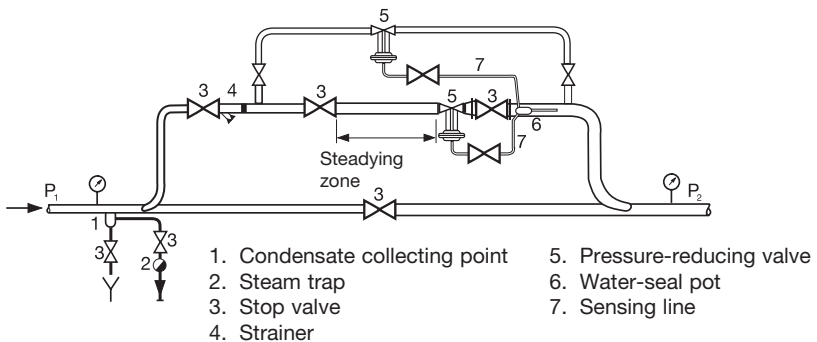 5
7
3
4
3
5
3
6
7
Steadying
zone
P1
3
P2
1
3
3
2
1. Condensate collecting point
2. Steam trap
3. Stop valve
4. Strainer
5. Pressure-reducing valve
6. Water-seal pot
7. Sensing line